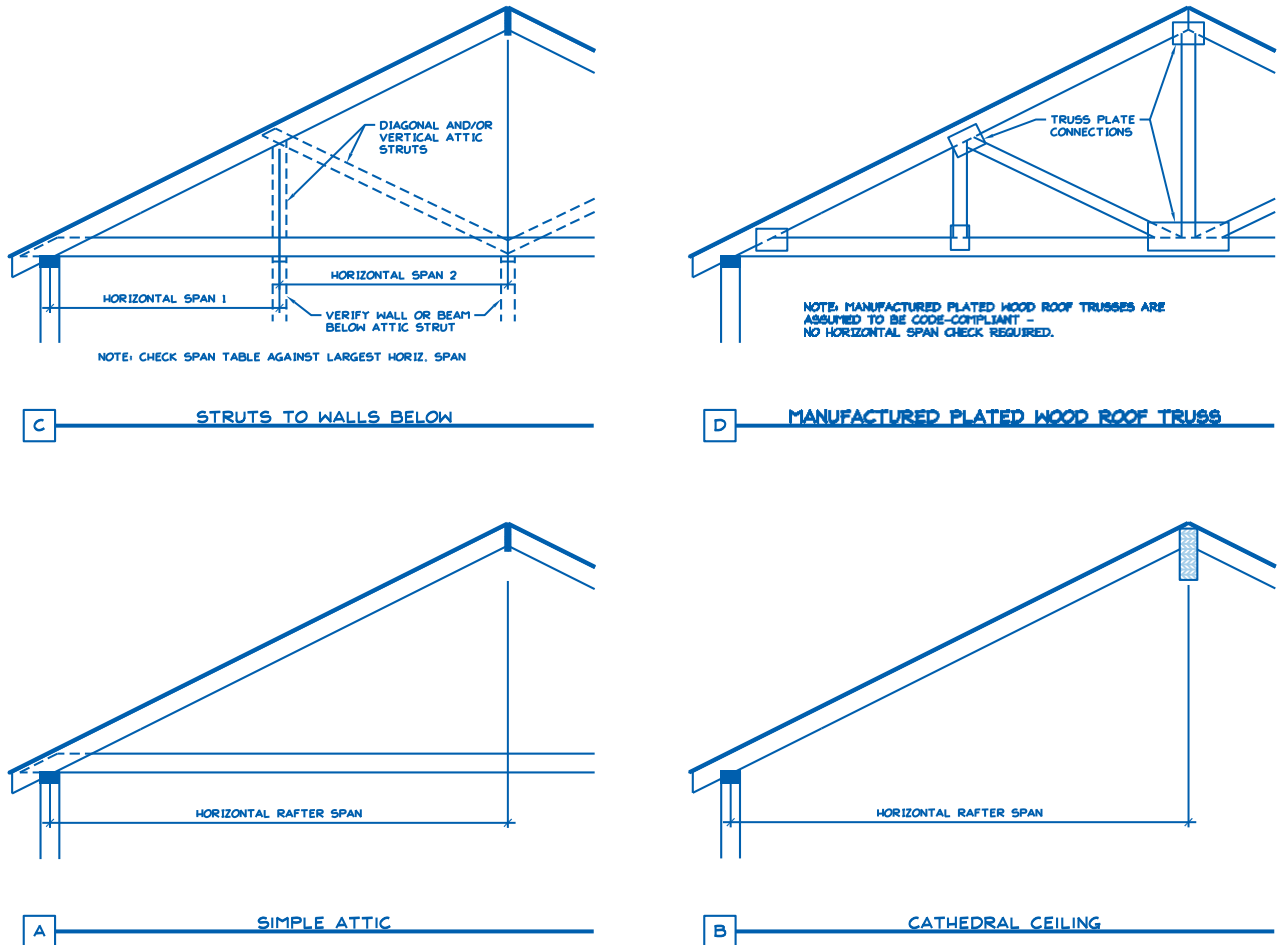 DIAGONAL AND/OR
VERTICAL ATTIC
STRUTS
HORIZONTAL SPAN 2
HORIZONTAL SPAN 1
VERIFY WALL OR BEAM
BELOW ATTIC STRUT
NOTE: CHECK SPAN TABLE AGAINST LARGEST HORIZ. SPAN
C
STRUTS TO WALLS BELOW
TRUSS PLATE
CONNECTIONS
NOTE: MANUFACTURED PLATED WOOD ROOF TRUSSES ARE
ASSUMED TO BE CODE-COMPLIANT -
NO HORIZONTAL SPAN CHECK REQUIRED.
D
MANUFACTURED PLATED WOOD ROOF TRUSS
HORIZONTAL RAFTER SPAN
A
SIMPLE ATTIC
HORIZONTAL RAFTER SPAN
B
CATHEDRAL CEILING